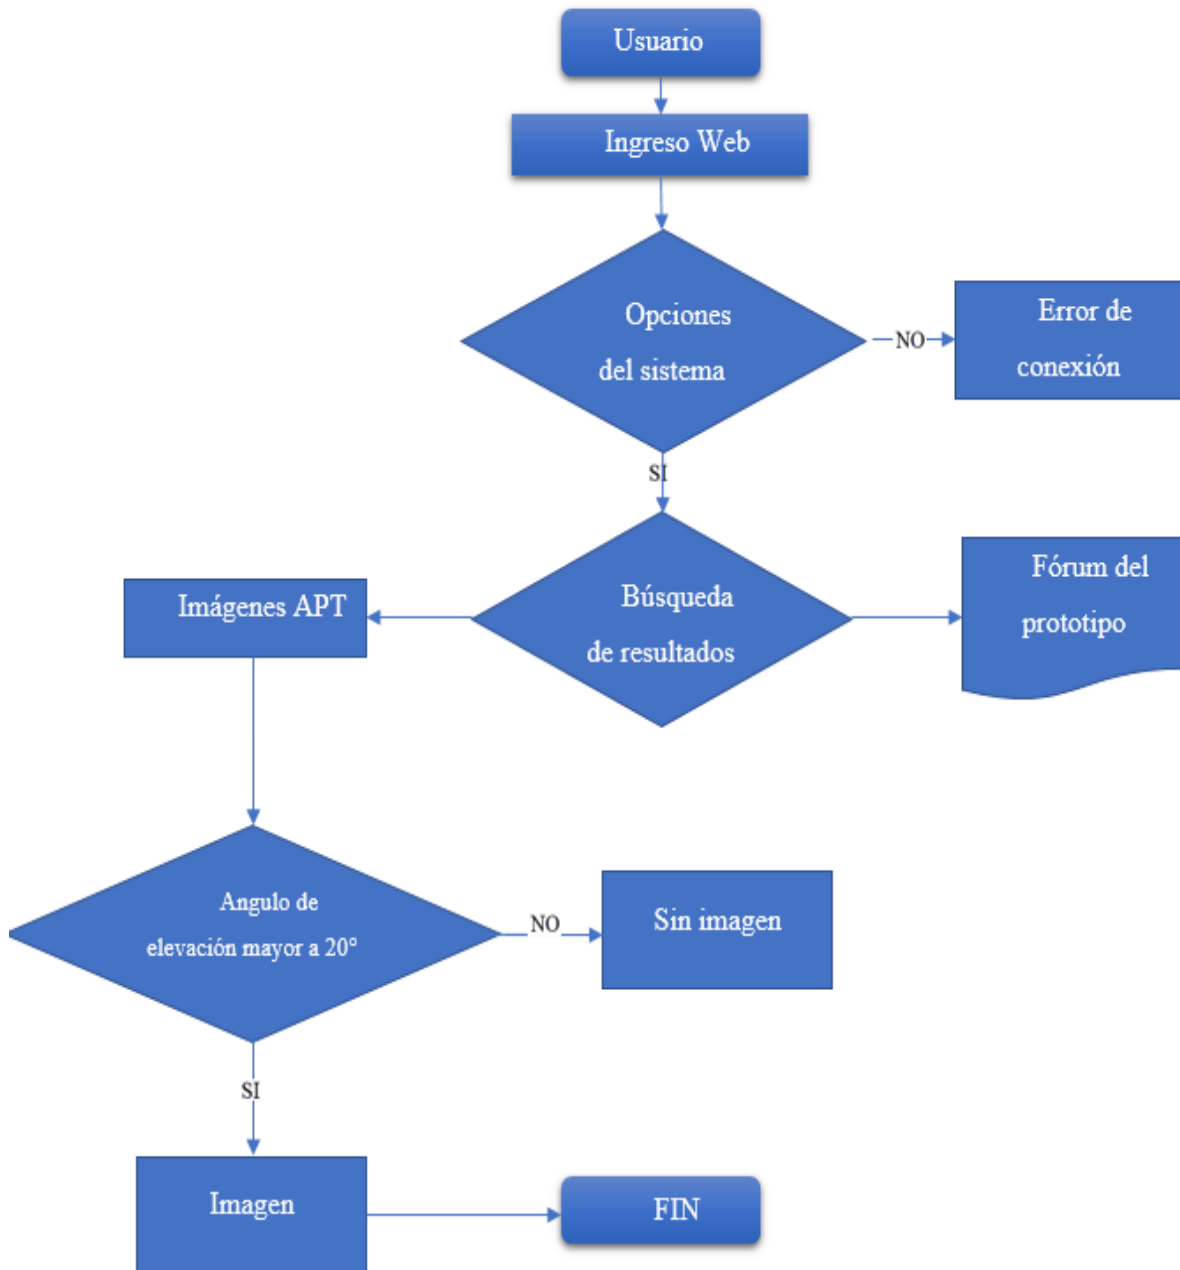 Usuario
Ingreso Web
Opciones
del sistema
NO
Error de
conexión
SI
Búsqueda
de resultados
Imágenes APT
Fórum del
prototipo
Angulo de
elevación mayor a 20°
NO
Sin imagen
SI
Imagen
FIN